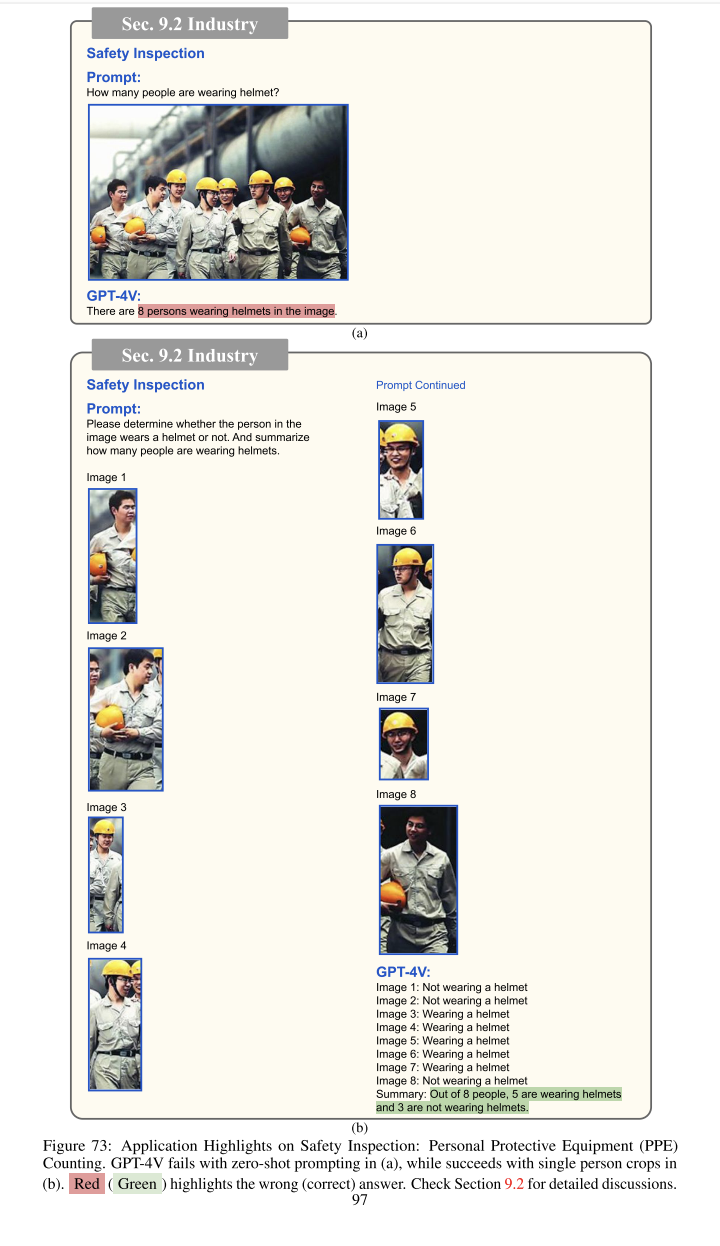 Sec. 9.2 Industry
Safety Inspection
Prompt:
How many people are wearing helmet?
GPT-4V:
There are 8 persons wearing helmets in the image.
(a)
Sec. 9.2 Industry
Safety Inspection
Prompt:
Please determine whether the person in the
image wears a helmet or not. And summarize
how many people are wearing helmets.
Image 1
Image 2
Image 3
Image 4
Prompt Continued
Image 5
Image 6
Image 7
Image 8
GPT-4V:
Image 1: Not wearing a helmet
Image 2: Not wearing a helmet
Image 3: Wearing a helmet
Image 4: Wearing a helmet
Image 5: Wearing a helmet
Image 6: Wearing a helmet
Image 7: Wearing a helmet
Image 8: Not wearing a helmet
Summary: Out of 8 people, 5 are wearing helmets
and 3 are not wearing helmets.
(b)
Figure 73: Application Highlights on Safety Inspection: Personal Protective Equipment (PPE)
Counting. GPT-4V fails with zero-shot prompting in (a), while succeeds with single person crops in
(b). Red (Green) highlights the wrong (correct) answer. Check Section 9.2 for detailed discussions.
97